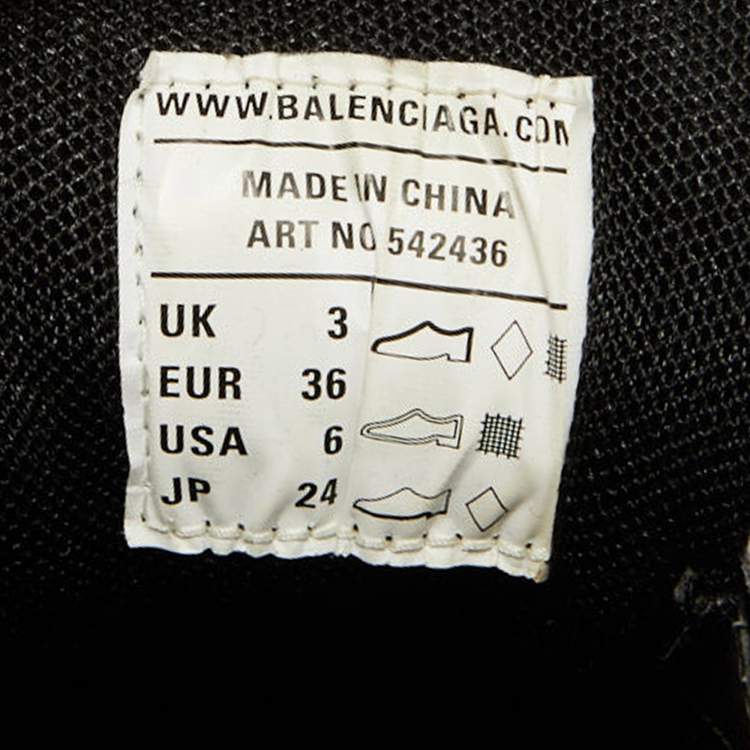 WWW.BALENCIAGA.COM
MADE IN CHINA
ART NO 542436
UK 3
EUR 36
USA 6
JP 24